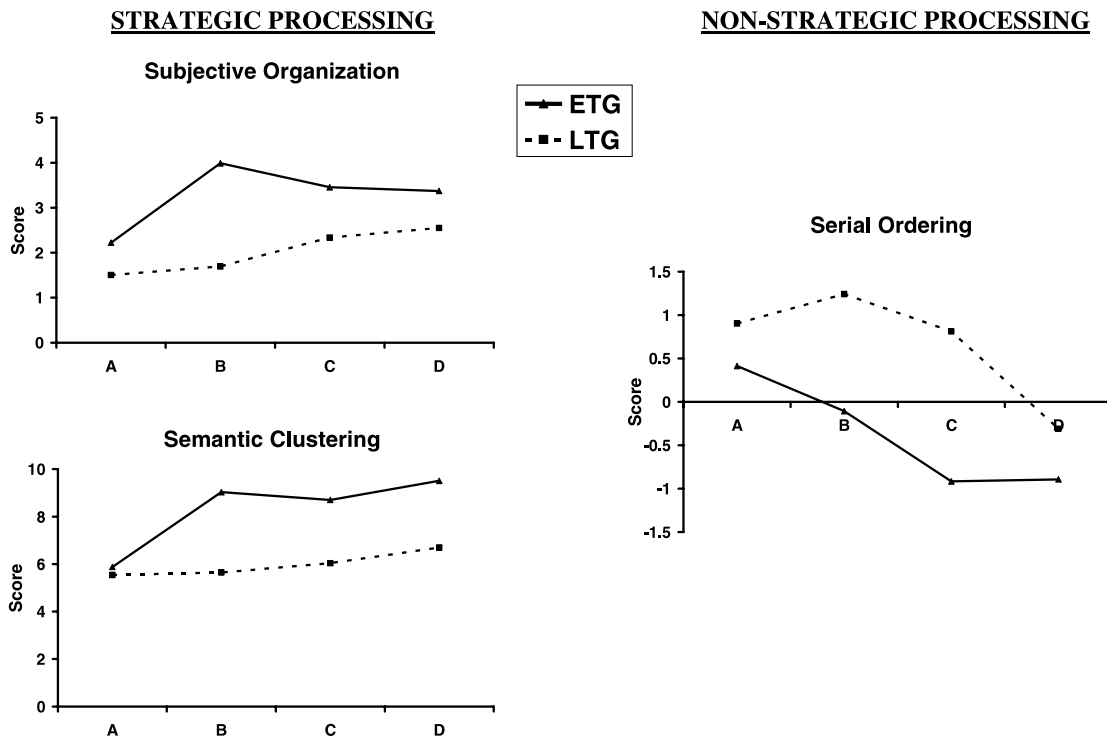 STRATEGIC PROCESSING
NON-STRATEGIC PROCESSING
Subjective Organization
ETG
LTG
5
4
3
2
1
0
Score
A B C D
Semantic Clustering
10
8
6
4
2
0
Score
A B C D
Serial Ordering
1.5
1
0.5
0
-0.5
-1
-1.5
Score
A B C D